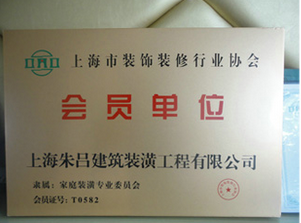 上海市装饰装修行业协会
会员单位
上海朱吕建筑装潢工程有限公司
隶属：家庭装潢专业委员会
会员证号：T0582